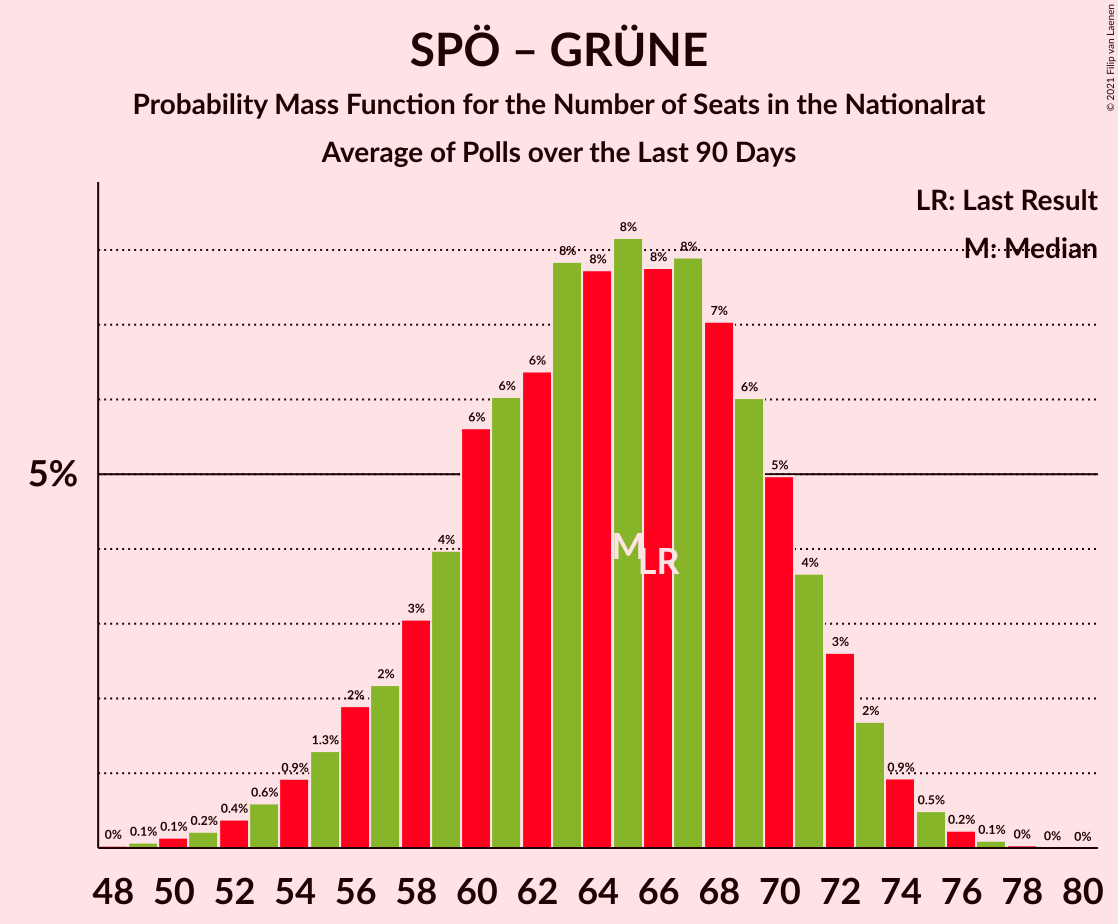 SPÖ – GRÜNE
Probability Mass Function for the Number of Seats in the Nationalrat
Average of Polls over the Last 90 Days
© 2021 Filip van Laenen
LR: Last Result
M: Median
5%
0% 0.1% 0.1% 0.2% 0.4% 0.6% 0.9% 1.3% 2% 2% 3% 4% 6% 6% 6% 8% 8% 8% 8% 8% 7% 6% 5% 4% 3% 2% 0.9% 0.5% 0.2% 0.1% 0% 0% 0%
M
LR
48 50 52 54 56 58 60 62 64 66 68 70 72 74 76 78 80